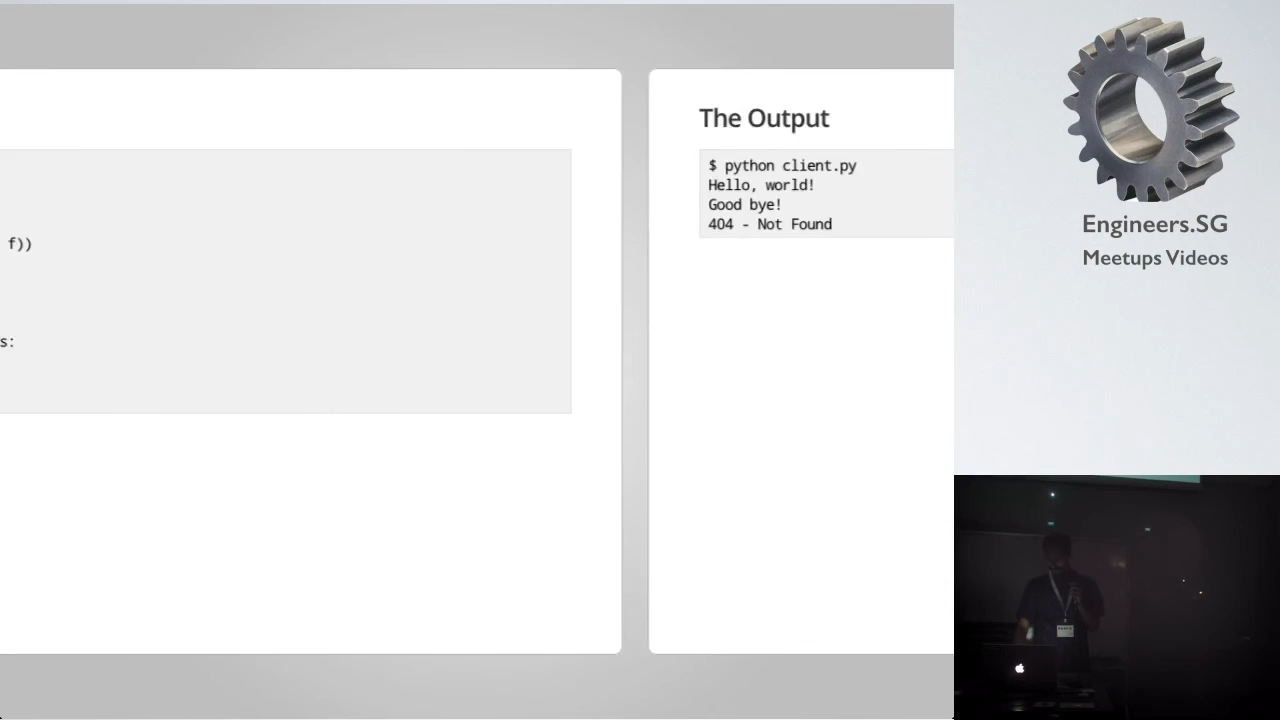 f))
s:
The Output
$ python client.py
Hello, world!
Good bye!
404 - Not Found
Engineers.SG
Meetups Videos